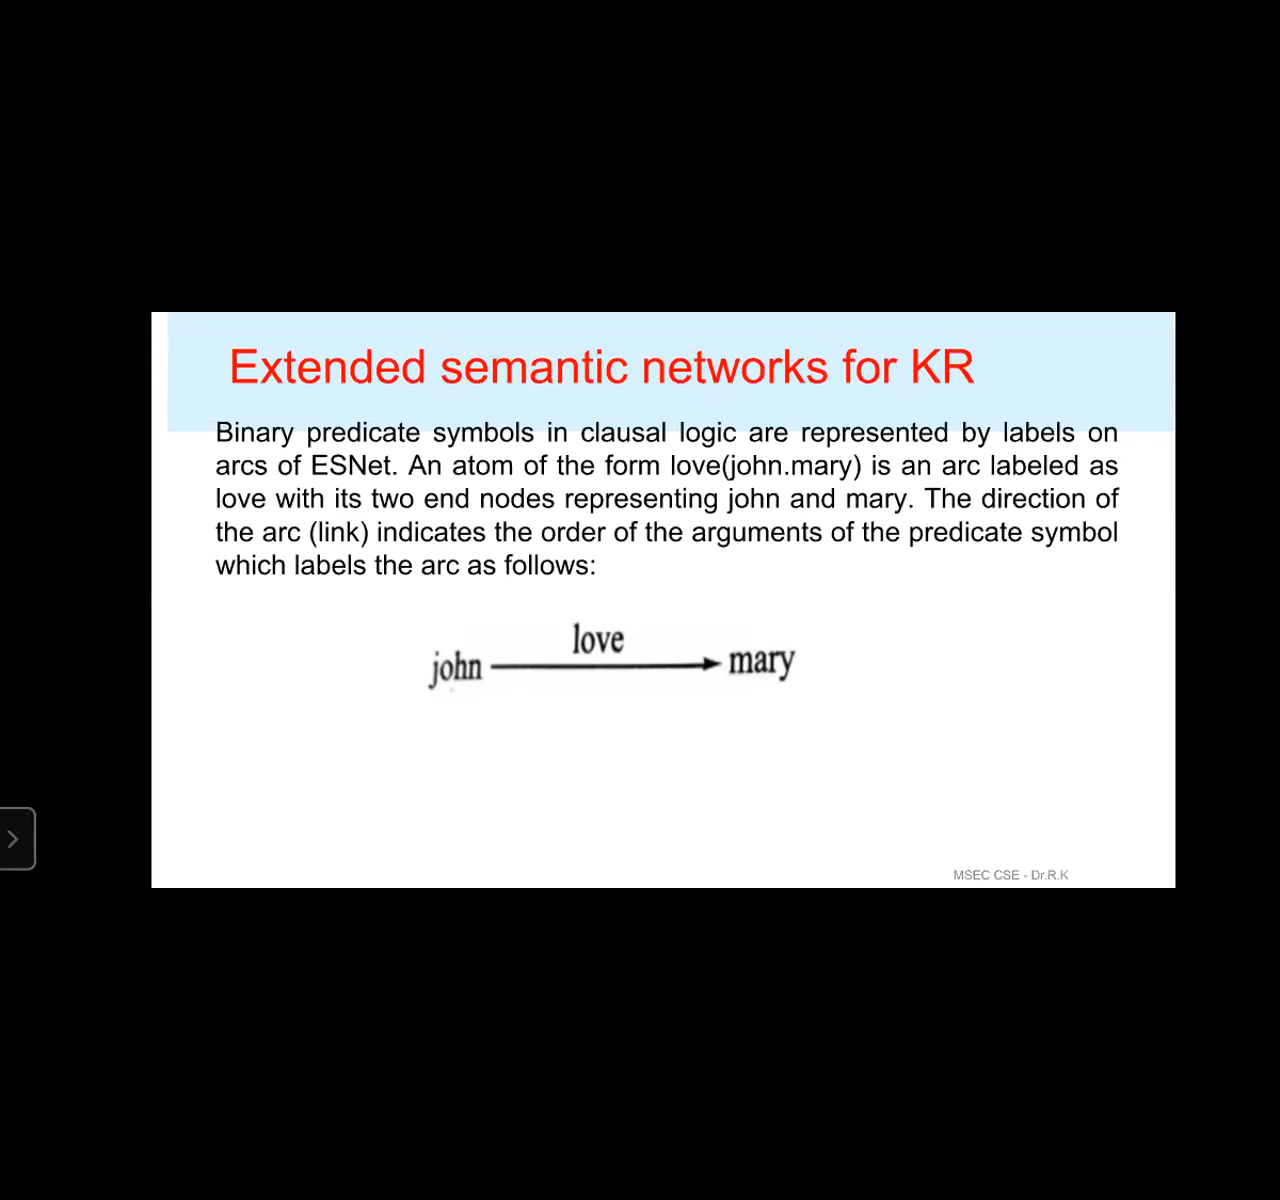 Extended semantic networks for KR
Binary predicate symbols in clausal logic are represented by labels on
arcs of ESNet. An atom of the form love(john.mary) is an arc labeled as
love with its two end nodes representing john and mary. The direction of
the arc (link) indicates the order of the arguments of the predicate symbol
which labels the arc as follows:
love
john mary
MSEC CSE - Dr.R.K